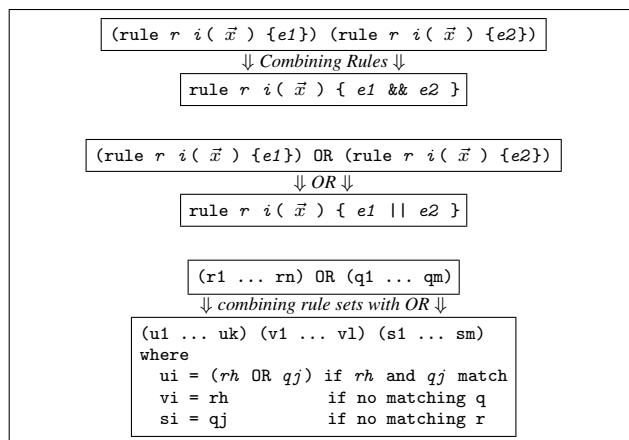 (rule r i( x⃗ ) {e1}) (rule r i( x⃗ ) {e2})
⇓ Combining Rules ⇓
rule r i( x⃗ ) { e1 && e2 }
(rule r i( x⃗ ) {e1}) OR (rule r i( x⃗ ) {e2})
⇓ OR ⇓
rule r i( x⃗ ) { e1 || e2 }
(r1 ... rn) OR (q1 ... qm)
⇓ combining rule sets with OR ⇓
(u1 ... uk) (v1 ... vl) (s1 ... sm)
where
ui = (rh OR qj) if rh and qj match
vi = rh if no matching q
si = qj if no matching r